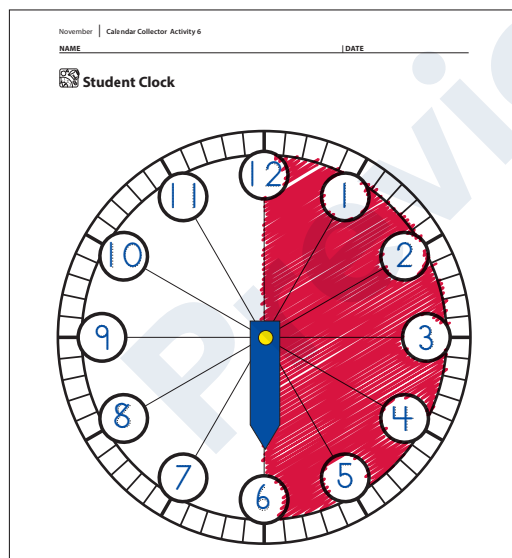 November | Calendar Collector Activity 6
NAME | DATE
Student Clock
12
11 1
10 2
9 3
8 4
7 5
6
Preview